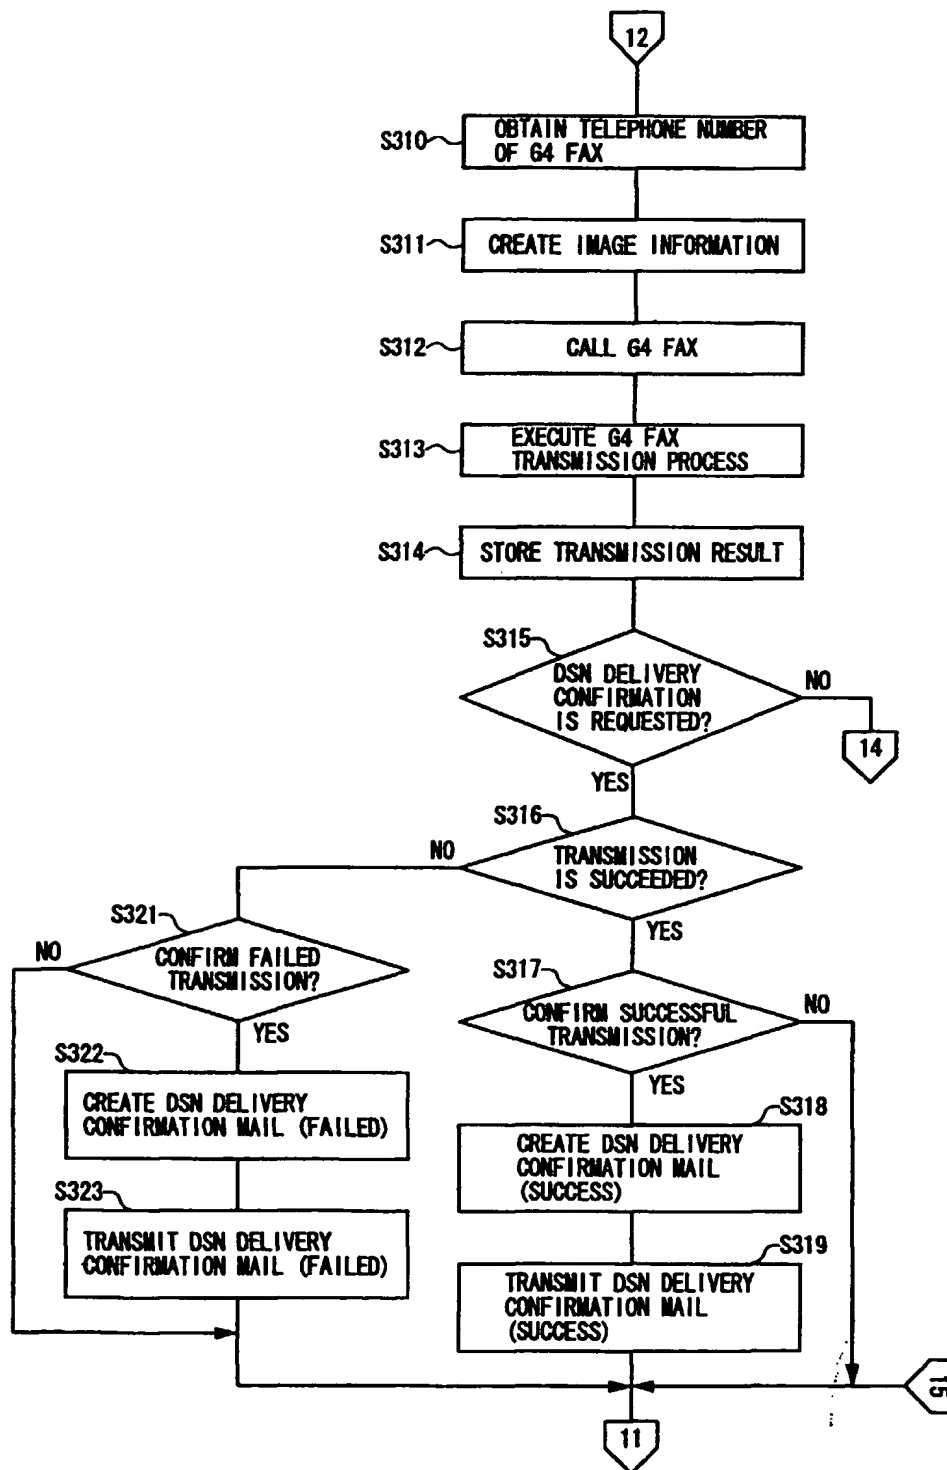 12
S310
OBTAIN TELEPHONE NUMBER
OF G4 FAX
S311
CREATE IMAGE INFORMATION
S312
CALL G4 FAX
S313
EXECUTE G4 FAX
TRANSMISSION PROCESS
S314
STORE TRANSMISSION RESULT
S315
DSN DELIVERY
CONFIRMATION
IS REQUESTED?
NO
14
YES
S316
TRANSMISSION
IS SUCCEEDED?
NO
YES
S321
CONFIRM FAILED
TRANSMISSION?
NO
YES
S317
CONFIRM SUCCESSFUL
TRANSMISSION?
NO
YES
S322
CREATE DSN DELIVERY
CONFIRMATION MAIL (FAILED)
S318
CREATE DSN DELIVERY
CONFIRMATION MAIL
(SUCCESS)
S323
TRANSMIT DSN DELIVERY
CONFIRMATION MAIL (FAILED)
S319
TRANSMIT DSN DELIVERY
CONFIRMATION MAIL
(SUCCESS)
15
11